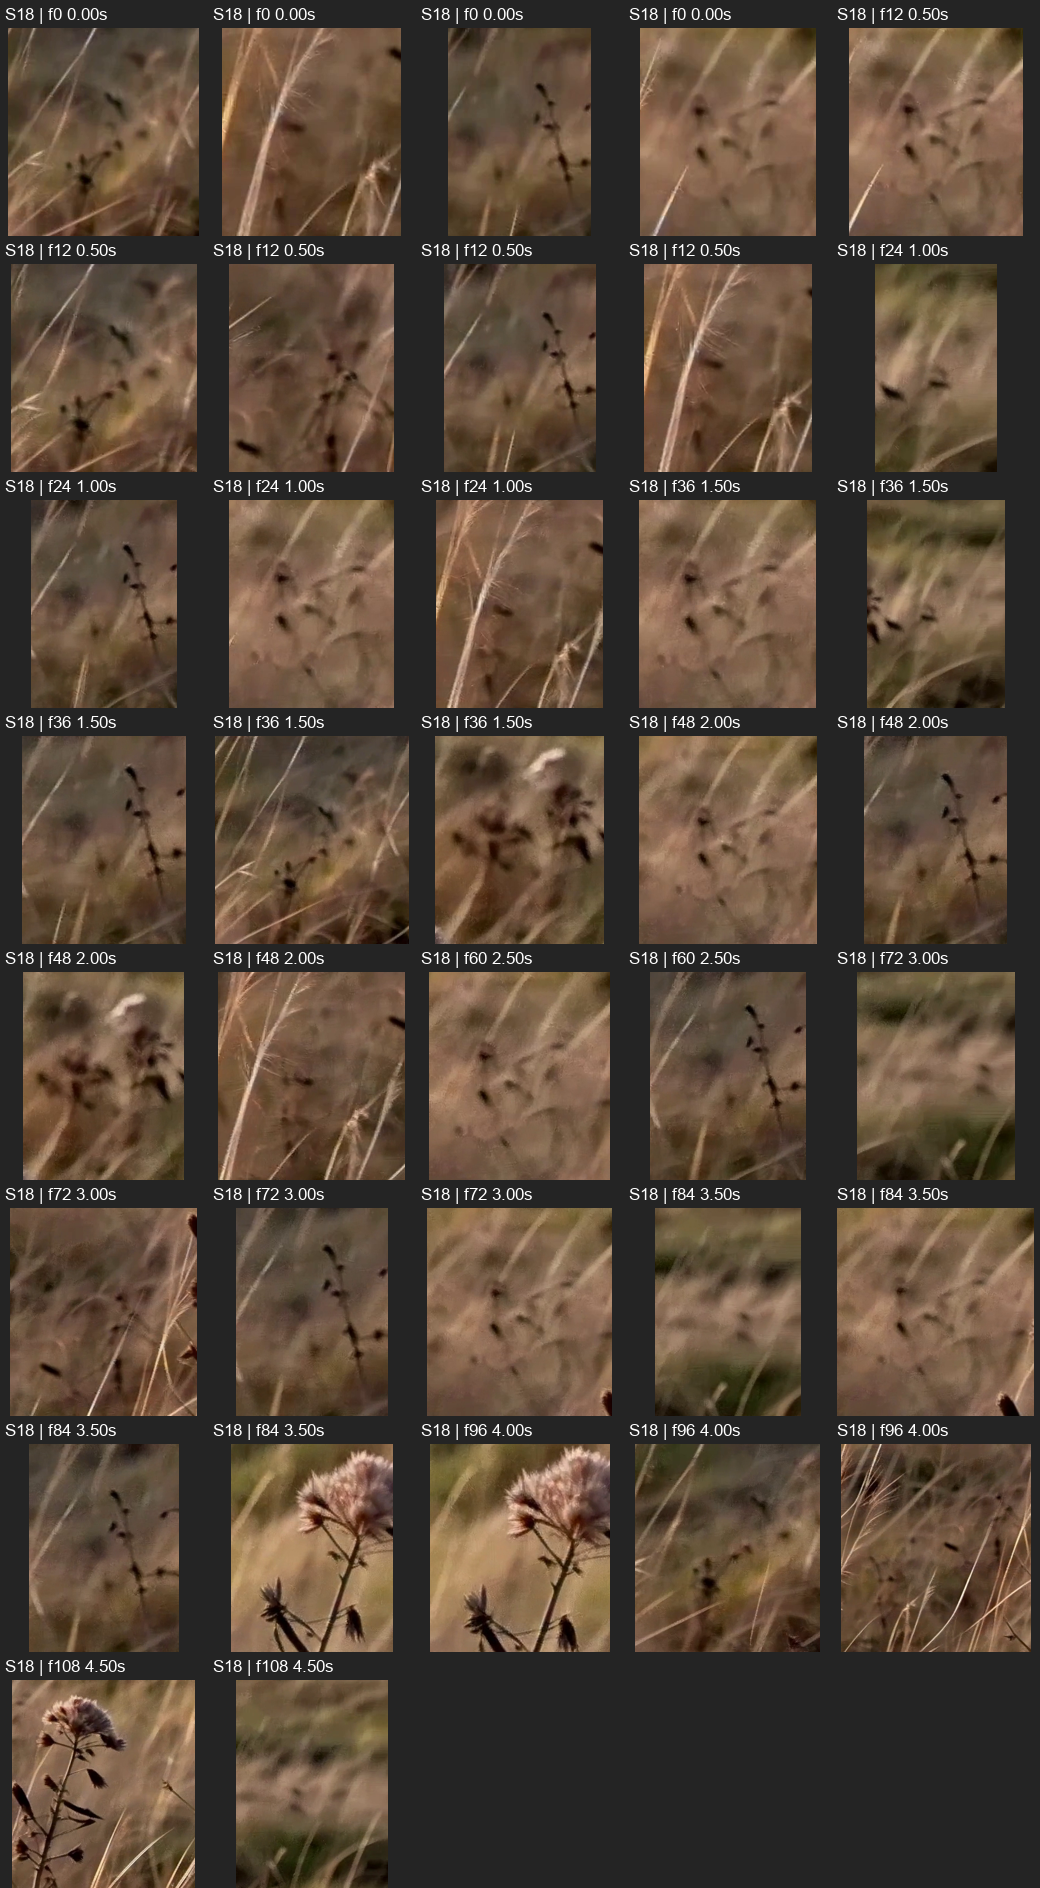 S18 | f0 0.00s S18 | f0 0.00s S18 | f0 0.00s S18 | f0 0.00s S18 | f12 0.50s
S18 | f12 0.50s S18 | f12 0.50s S18 | f12 0.50s S18 | f12 0.50s S18 | f24 1.00s
S18 | f24 1.00s S18 | f24 1.00s S18 | f24 1.00s S18 | f36 1.50s S18 | f36 1.50s
S18 | f36 1.50s S18 | f36 1.50s S18 | f36 1.50s S18 | f48 2.00s S18 | f48 2.00s
S18 | f48 2.00s S18 | f48 2.00s S18 | f60 2.50s S18 | f60 2.50s S18 | f72 3.00s
S18 | f72 3.00s S18 | f72 3.00s S18 | f72 3.00s S18 | f84 3.50s S18 | f84 3.50s
S18 | f84 3.50s S18 | f84 3.50s S18 | f96 4.00s S18 | f96 4.00s S18 | f96 4.00s
S18 | f108 4.50s S18 | f108 4.50s